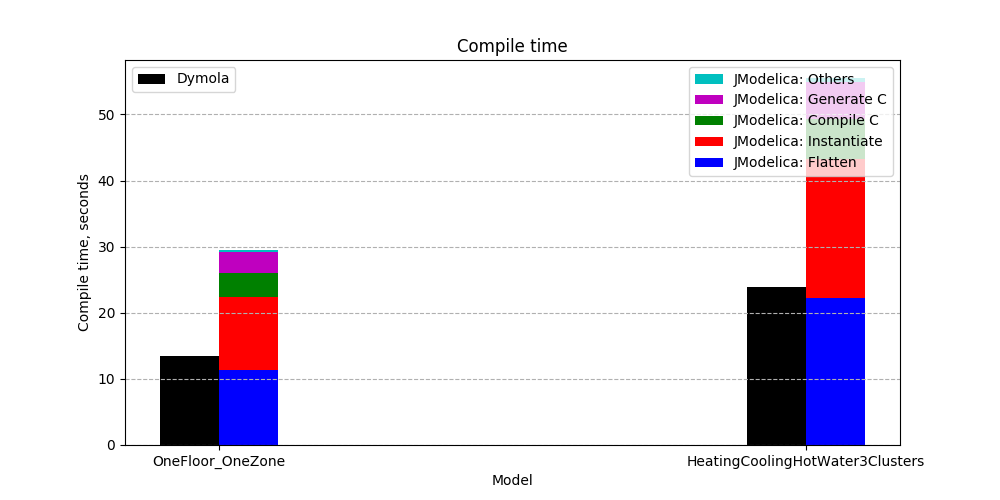 Compile time
Dymola
JModelica: Others
JModelica: Generate C
JModelica: Compile C
JModelica: Instantiate
JModelica: Flatten
Compile time, seconds
50
40
30
20
10
0
OneFloor_OneZone
HeatingCoolingHotWater3Clusters
Model